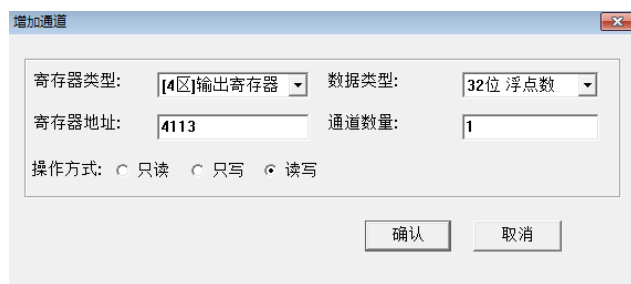 增加通道
寄存器类型: [4区]输出寄存器 数据类型: 32位 浮点数
寄存器地址: 4113 通道数量: 1
操作方式: 只读 只写 读写
确认 取消